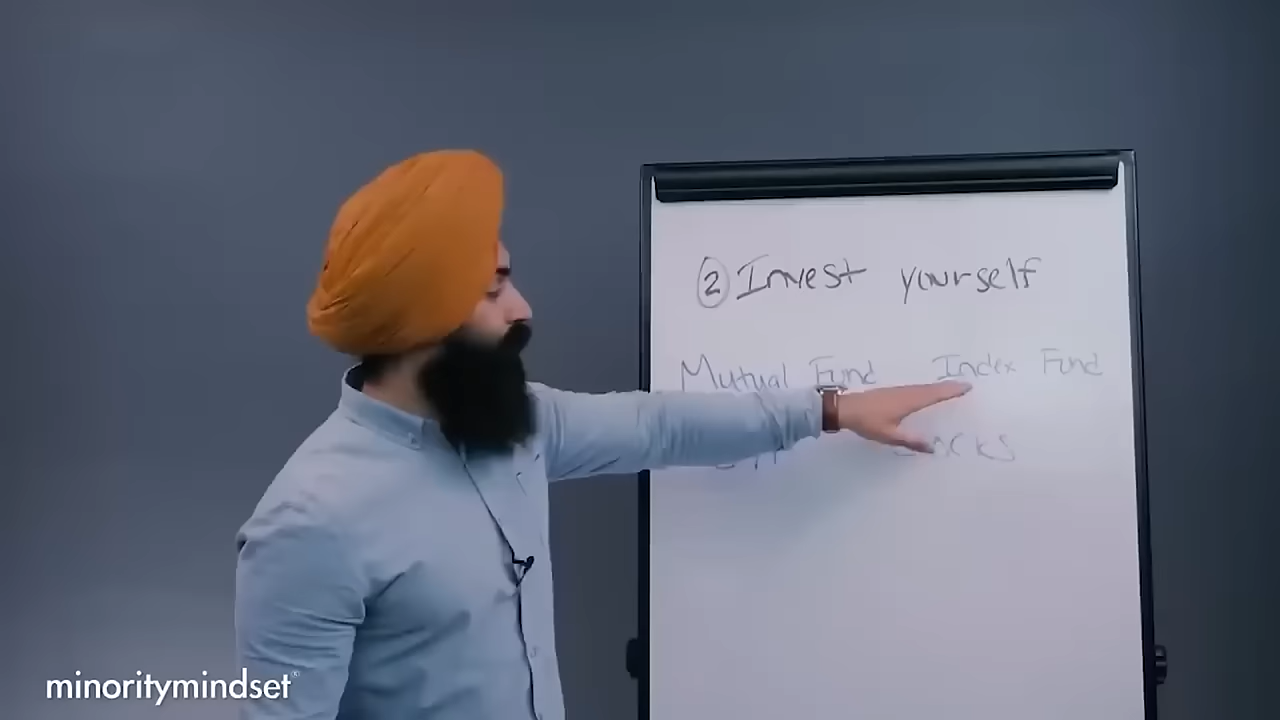 ② Invest yourself
Mutual Fund Index Fund
minoritymindset®